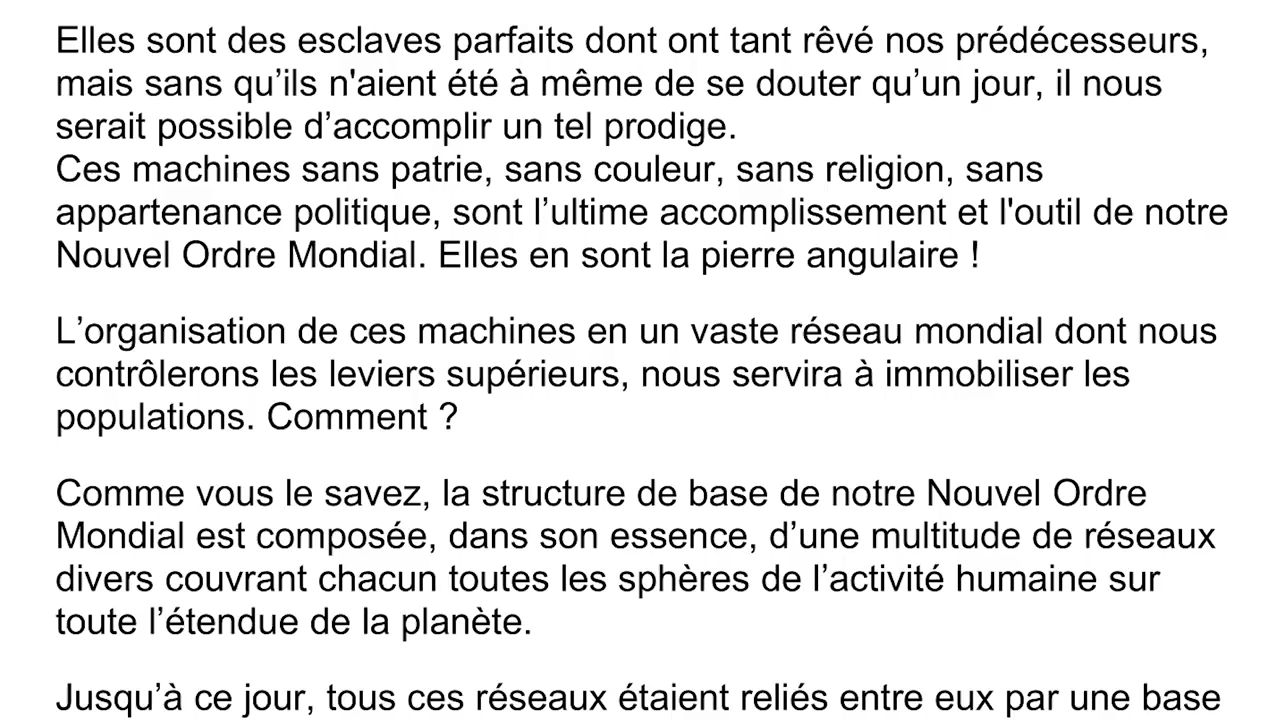 Elles sont des esclaves parfaits dont ont tant rêvé nos prédécesseurs,
mais sans qu’ils n'aient été à même de se douter qu’un jour, il nous
serait possible d’accomplir un tel prodige.
Ces machines sans patrie, sans couleur, sans religion, sans
appartenance politique, sont l’ultime accomplissement et l'outil de notre
Nouvel Ordre Mondial. Elles en sont la pierre angulaire !
L’organisation de ces machines en un vaste réseau mondial dont nous
contrôlerons les leviers supérieurs, nous servira à immobiliser les
populations. Comment ?
Comme vous le savez, la structure de base de notre Nouvel Ordre
Mondial est composée, dans son essence, d’une multitude de réseaux
divers couvrant chacun toutes les sphères de l’activité humaine sur
toute l’étendue de la planète.
Jusqu’à ce jour, tous ces réseaux étaient reliés entre eux par une base